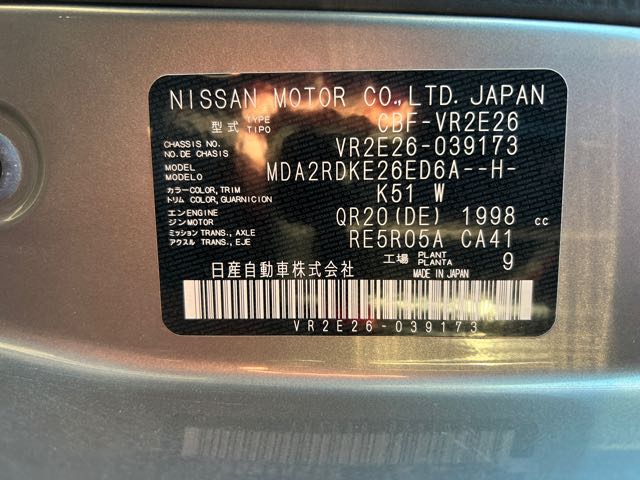 NISSAN MOTOR CO.,LTD. JAPAN
型式 TYPE TIPO CBF-VR2E26
CHASSIS NO. NO.DE CHASIS VR2E26-039173
MODEL MODELO MDA2RDKE26ED6A--H-
カラー COLOR, TRIM トリム COLOR, GUARNICION K51 W
エンジン ENGINE MOTOR QR20(DE) 1998 cc
ミッション TRANS., AXLE アクスル TRANS., EJE RE5R05A CA41
日産自動車株式会社 工場 PLANT PLANTA 9
MADE IN JAPAN
VR2E26-039173